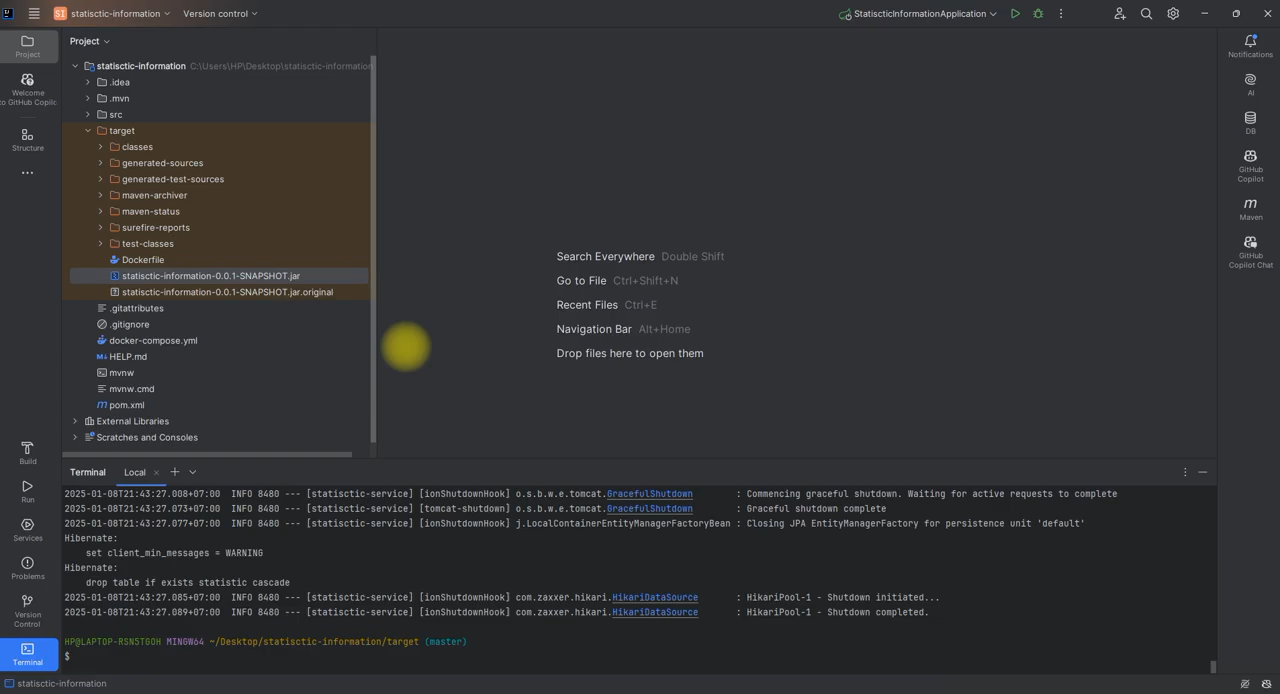 SI statisctic-information
Version control
StatiscticInformationApplication
Project
Welcome
to GitHub Copilc
Structure
Build
Run
Services
Problems
Version
Control
Terminal
Project
statisctic-information C:\Users\HP\Desktop\statisctic-information
.idea
.mvn
src
target
classes
generated-sources
generated-test-sources
maven-archiver
maven-status
surefire-reports
test-classes
Dockerfile
statisctic-information-0.0.1-SNAPSHOT.jar
statisctic-information-0.0.1-SNAPSHOT.jar.original
.gitattributes
.gitignore
docker-compose.yml
HELP.md
mvnw
mvnw.cmd
pom.xml
External Libraries
Scratches and Consoles
Search Everywhere Double Shift
Go to File Ctrl+Shift+N
Recent Files Ctrl+E
Navigation Bar Alt+Home
Drop files here to open them
Notifications
AI
DB
GitHub
Copilot
Maven
GitHub
Copilot Chat
Terminal Local
2025-01-08T21:43:27.008+07:00 INFO 8480 --- [statisctic-service] [ionShutdownHook] o.s.b.w.e.tomcat.GracefulShutdown : Commencing graceful shutdown. Waiting for active requests to complete
2025-01-08T21:43:27.073+07:00 INFO 8480 --- [statisctic-service] [tomcat-shutdown] o.s.b.w.e.tomcat.GracefulShutdown : Graceful shutdown complete
2025-01-08T21:43:27.077+07:00 INFO 8480 --- [statisctic-service] [ionShutdownHook] j.LocalContainerEntityManagerFactoryBean : Closing JPA EntityManagerFactory for persistence unit 'default'
Hibernate:
set client_min_messages = WARNING
Hibernate:
drop table if exists statistic cascade
2025-01-08T21:43:27.085+07:00 INFO 8480 --- [statisctic-service] [ionShutdownHook] com.zaxxer.hikari.HikariDataSource : HikariPool-1 - Shutdown initiated...
2025-01-08T21:43:27.089+07:00 INFO 8480 --- [statisctic-service] [ionShutdownHook] com.zaxxer.hikari.HikariDataSource : HikariPool-1 - Shutdown completed.
HP@LAPTOP-RSN5TGOH MINGW64 ~/Desktop/statisctic-information/target (master)
$
statisctic-information